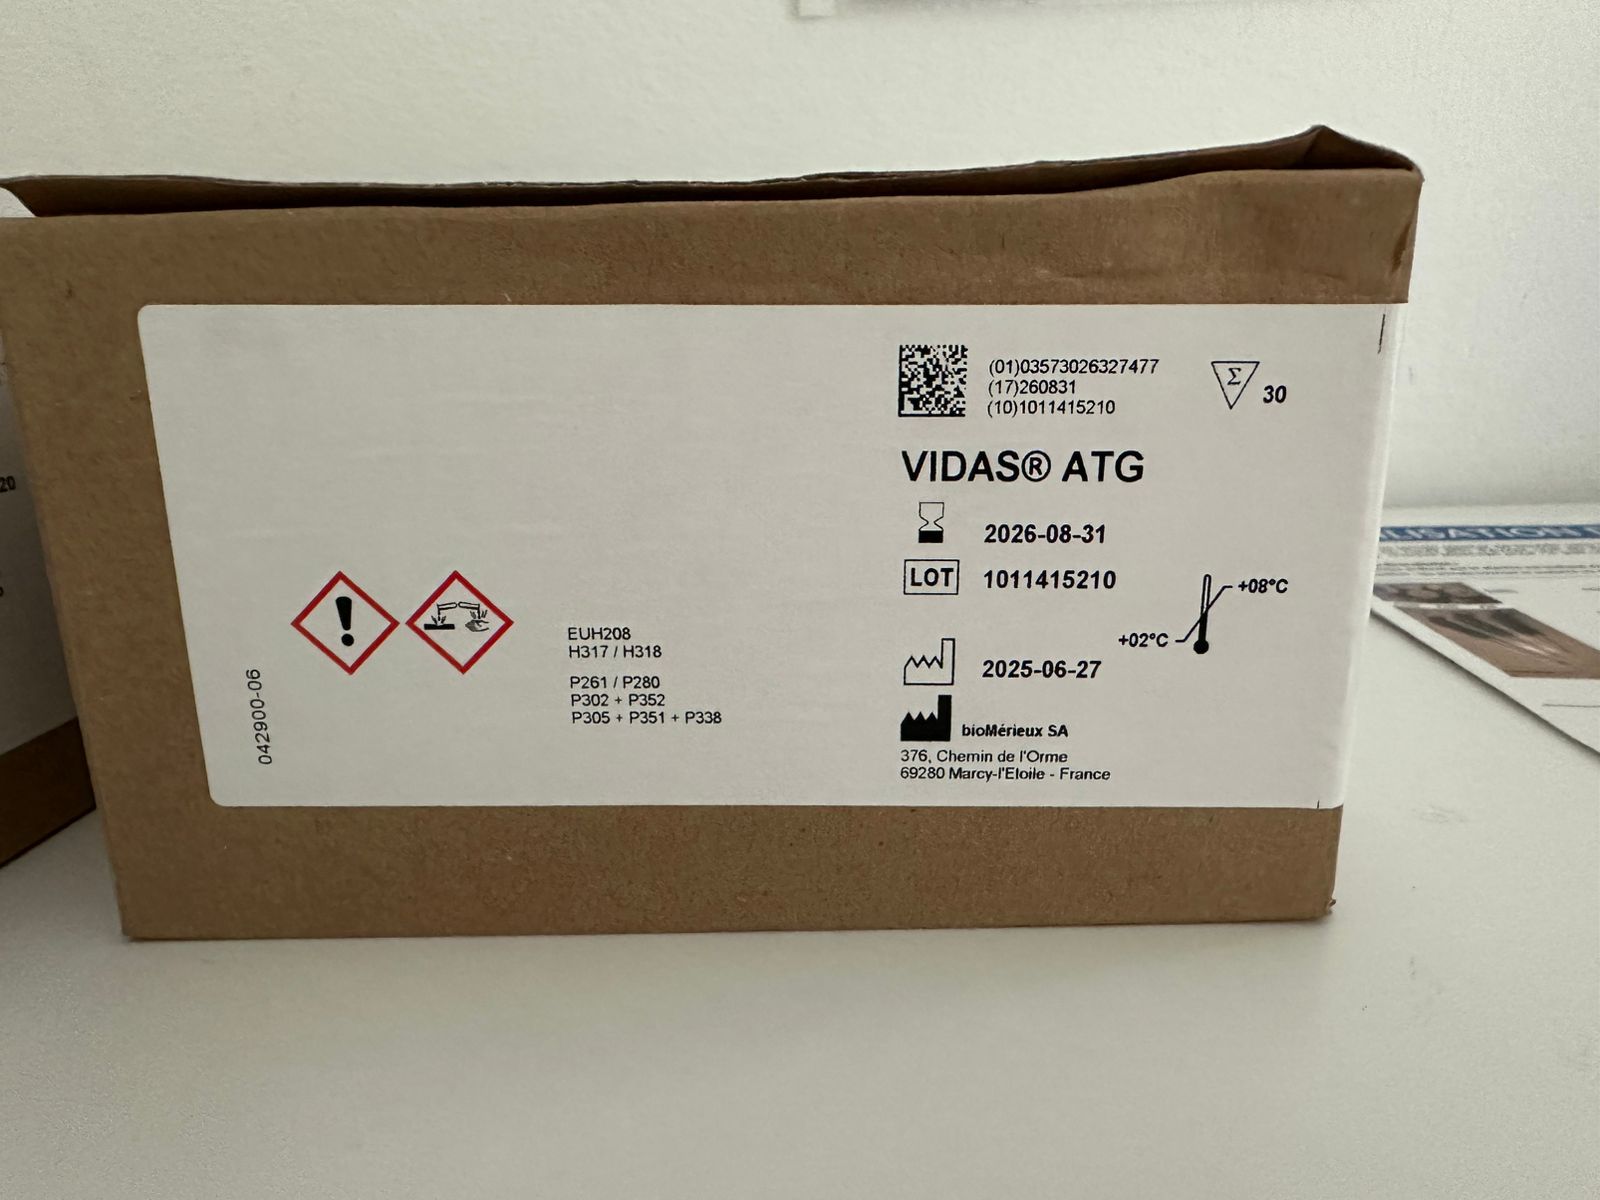 (01)03573026327477
(17)260831
(10)1011415210
Σ 30
VIDAS® ATG
2026-08-31
LOT 1011415210
+08°C
+02°C
2025-06-27
bioMérieux SA
376, Chemin de l'Orme
69280 Marcy-l'Etoile - France
EUH208
H317 / H318
P261 / P280
P302 + P352
P305 + P351 + P338
042900-06
20
LISATION